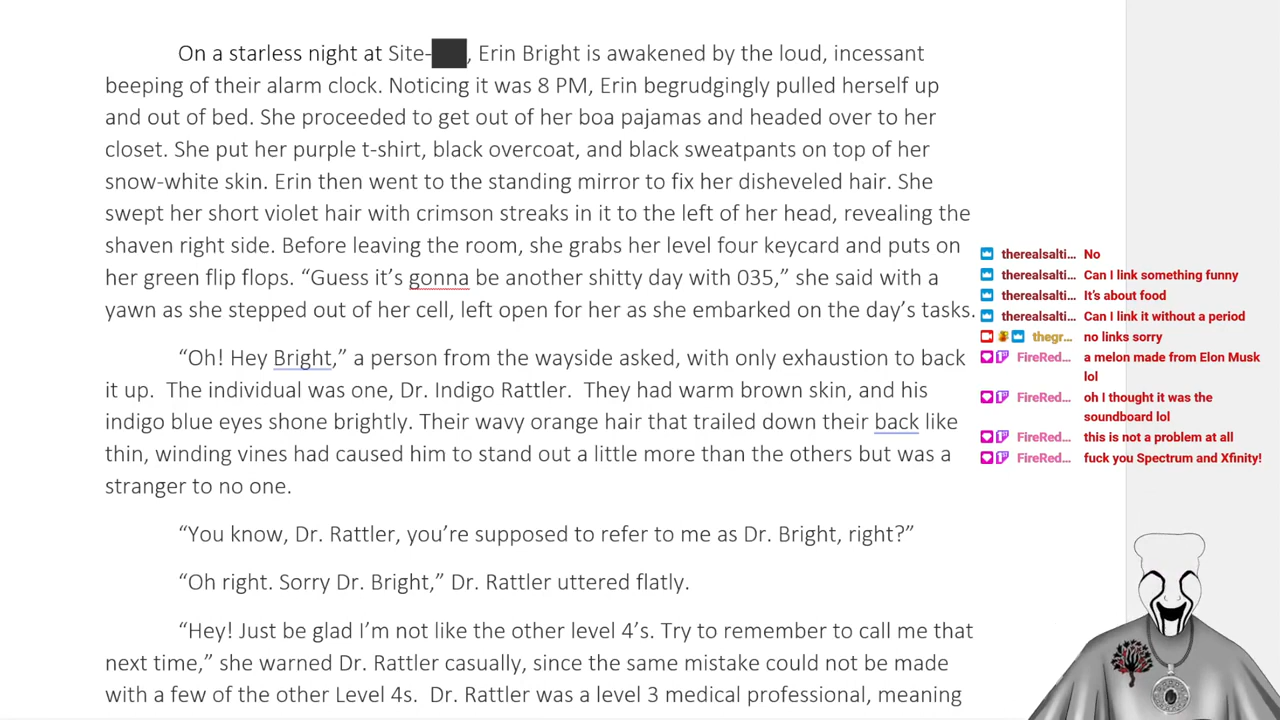 On a starless night at Site-, Erin Bright is awakened by the loud, incessant
beeping of their alarm clock. Noticing it was 8 PM, Erin begrudgingly pulled herself up
and out of bed. She proceeded to get out of her boa pajamas and headed over to her
closet. She put her purple t-shirt, black overcoat, and black sweatpants on top of her
snow-white skin. Erin then went to the standing mirror to fix her disheveled hair. She
swept her short violet hair with crimson streaks in it to the left of her head, revealing the
shaven right side. Before leaving the room, she grabs her level four keycard and puts on
her green flip flops. “Guess it’s gonna be another shitty day with 035,” she said with a
yawn as she stepped out of her cell, left open for her as she embarked on the day’s tasks.
“Oh! Hey Bright,” a person from the wayside asked, with only exhaustion to back
it up. The individual was one, Dr. Indigo Rattler. They had warm brown skin, and his
indigo blue eyes shone brightly. Their wavy orange hair that trailed down their back like
thin, winding vines had caused him to stand out a little more than the others but was a
stranger to no one.
“You know, Dr. Rattler, you’re supposed to refer to me as Dr. Bright, right?”
“Oh right. Sorry Dr. Bright,” Dr. Rattler uttered flatly.
“Hey! Just be glad I’m not like the other level 4’s. Try to remember to call me that
next time,” she warned Dr. Rattler casually, since the same mistake could not be made
with a few of the other Level 4s. Dr. Rattler was a level 3 medical professional, meaning
therealsalti... No
therealsalti... Can I link something funny
therealsalti... It’s about food
therealsalti... Can I link it without a period
thegr... no links sorry
FireRed... a melon made from Elon Musk
lol
FireRed... oh I thought it was the
soundboard lol
FireRed... this is not a problem at all
FireRed... fuck you Spectrum and Xfinity!